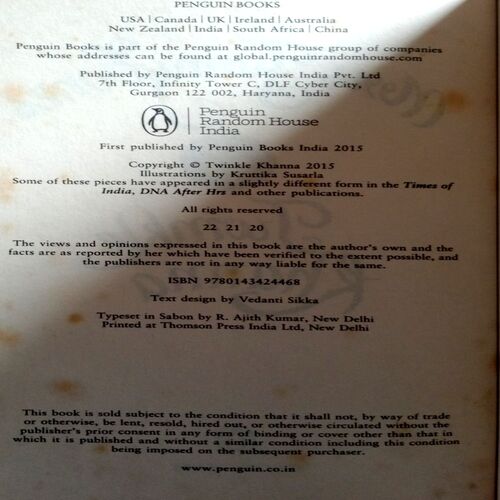 PENGUIN BOOKS
USA | Canada | UK | Ireland | Australia
New Zealand | India | South Africa | China
Penguin Books is part of the Penguin Random House group of companies
whose addresses can be found at global.penguinrandomhouse.com
Published by Penguin Random House India Pvt. Ltd
7th Floor, Infinity Tower C, DLF Cyber City,
Gurgaon 122 002, Haryana, India
Penguin
Random House
India
First published by Penguin Books India 2015
Copyright © Twinkle Khanna 2015
Illustrations by Kruttika Susarla
Some of these pieces have appeared in a slightly different form in the Times of
India, DNA After Hrs and other publications.
All rights reserved
22 21 20
The views and opinions expressed in this book are the author's own and the
facts are as reported by her which have been verified to the extent possible, and
the publishers are not in any way liable for the same.
ISBN 9780143424468
Text design by Vedanti Sikka
Typeset in Sabon by R. Ajith Kumar, New Delhi
Printed at Thomson Press India Ltd, New Delhi
This book is sold subject to the condition that it shall not, by way of trade
or otherwise, be lent, resold, hired out, or otherwise circulated without the
publisher's prior consent in any form of binding or cover other than that in
which it is published and without a similar condition including this condition
being imposed on the subsequent purchaser.
www.penguin.co.in